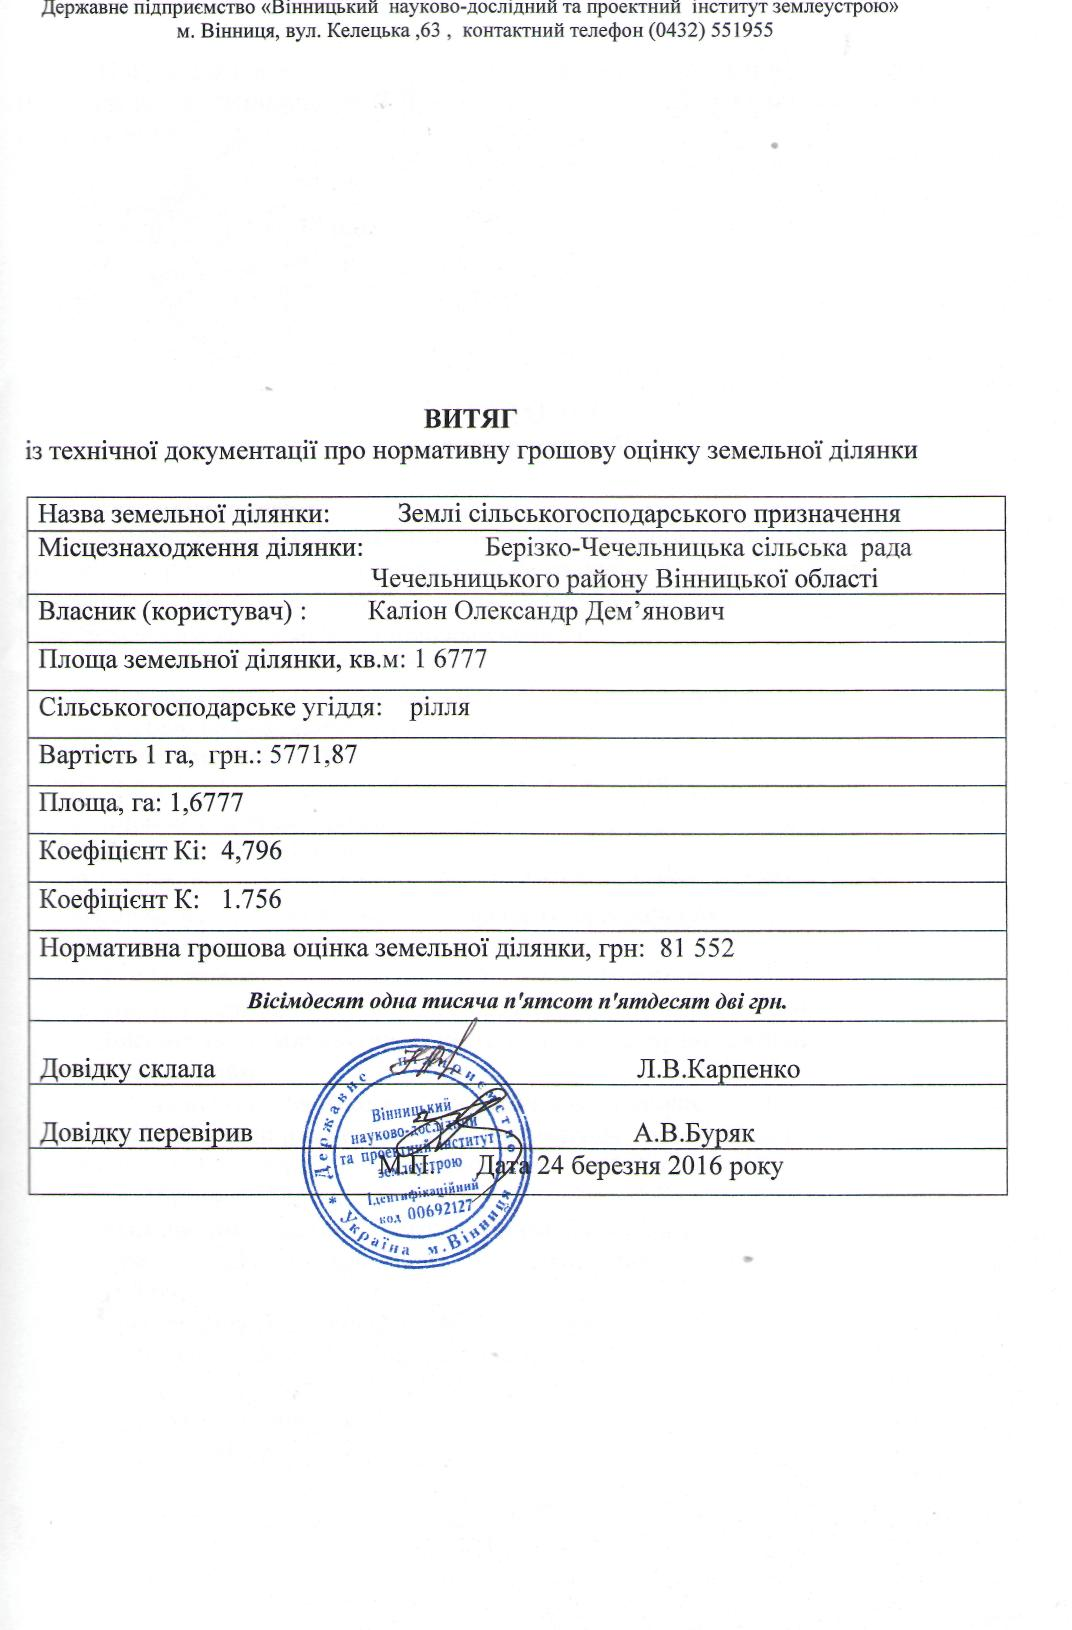 Державне підприємство «Вінницький науково-дослідний та проектний інститут землеустрою»
м. Вінниця, вул. Келецька ,63 , контактний телефон (0432) 551955
ВИТЯГ
із технічної документації про нормативну грошову оцінку земельної ділянки
Назва земельної ділянки: Землі сільськогосподарського призначення
Місцезнаходження ділянки: Берізко-Чечельницька сільська рада
Чечельницького району Вінницької області
Власник (користувач) : Каліон Олександр Дем’янович
Площа земельної ділянки, кв.м: 1 6777
Сільськогосподарське угіддя: рілля
Вартість 1 га, грн.: 5771,87
Площа, га: 1,6777
Коефіцієнт Кі: 4,796
Коефіцієнт К: 1.756
Нормативна грошова оцінка земельної ділянки, грн: 81 552
Вісімдесят одна тисяча п'ятсот п'ятдесят дві грн.
Довідку склала Л.В.Карпенко
Довідку перевірив А.В.Буряк
М.П. Дата 24 березня 2016 року
Державне підприємство
* Україна м.Вінниця
Вінницький
науково-дослідний
та проектний інститут
землеустрою
Ідентифікаційний
код 00692127